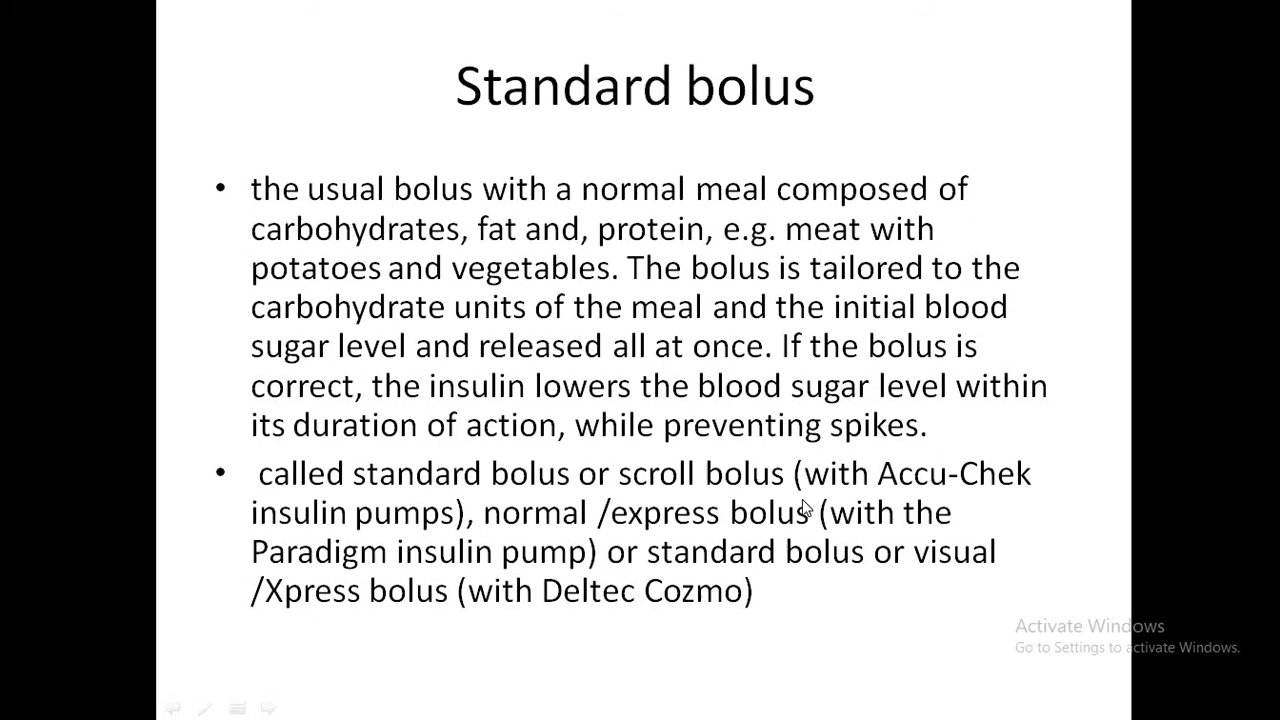 Standard bolus
• the usual bolus with a normal meal composed of
carbohydrates, fat and, protein, e.g. meat with
potatoes and vegetables. The bolus is tailored to the
carbohydrate units of the meal and the initial blood
sugar level and released all at once. If the bolus is
correct, the insulin lowers the blood sugar level within
its duration of action, while preventing spikes.
• called standard bolus or scroll bolus (with Accu-Chek
insulin pumps), normal /express bolus (with the
Paradigm insulin pump) or standard bolus or visual
/Xpress bolus (with Deltec Cozmo)
Activate Windows
Go to Settings to activate Windows.